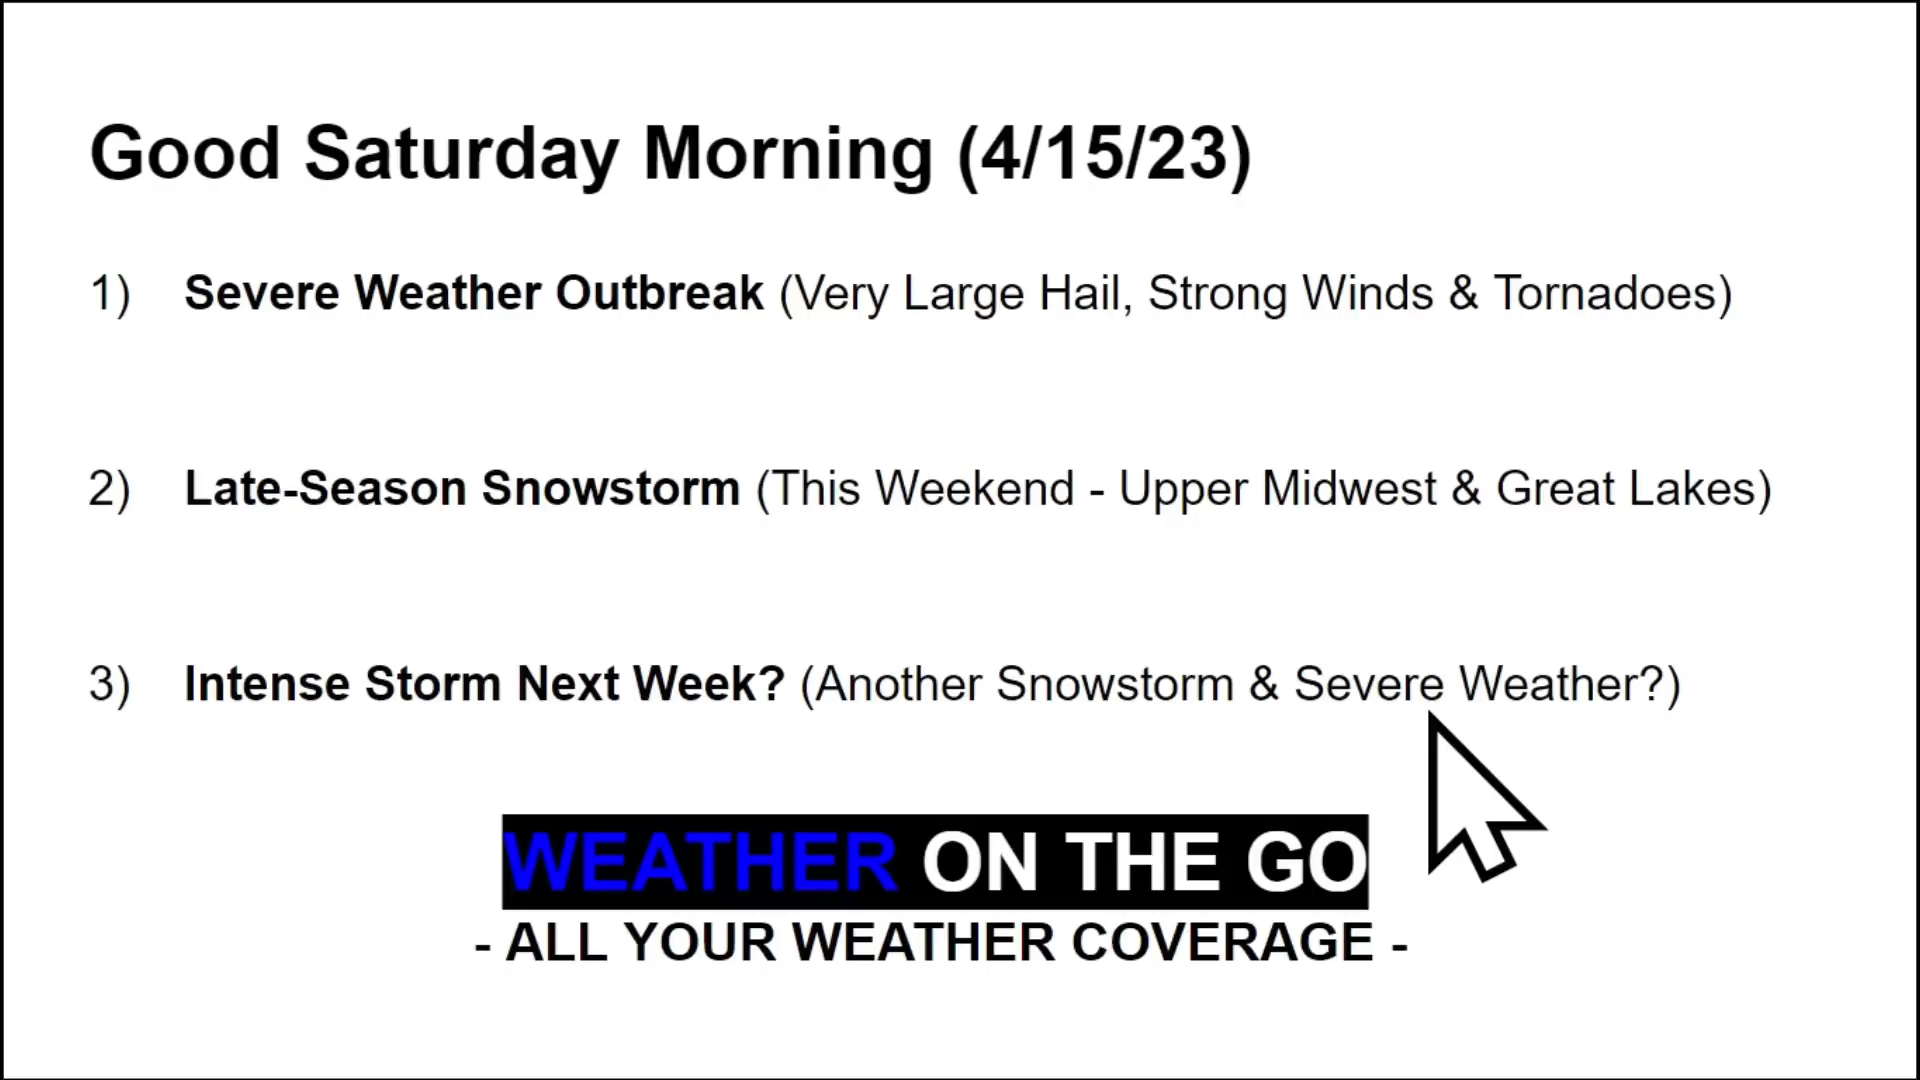 Good Saturday Morning (4/15/23)
1) Severe Weather Outbreak (Very Large Hail, Strong Winds & Tornadoes)
2) Late-Season Snowstorm (This Weekend - Upper Midwest & Great Lakes)
3) Intense Storm Next Week? (Another Snowstorm & Severe Weather?)
WEATHER ON THE GO
- ALL YOUR WEATHER COVERAGE -